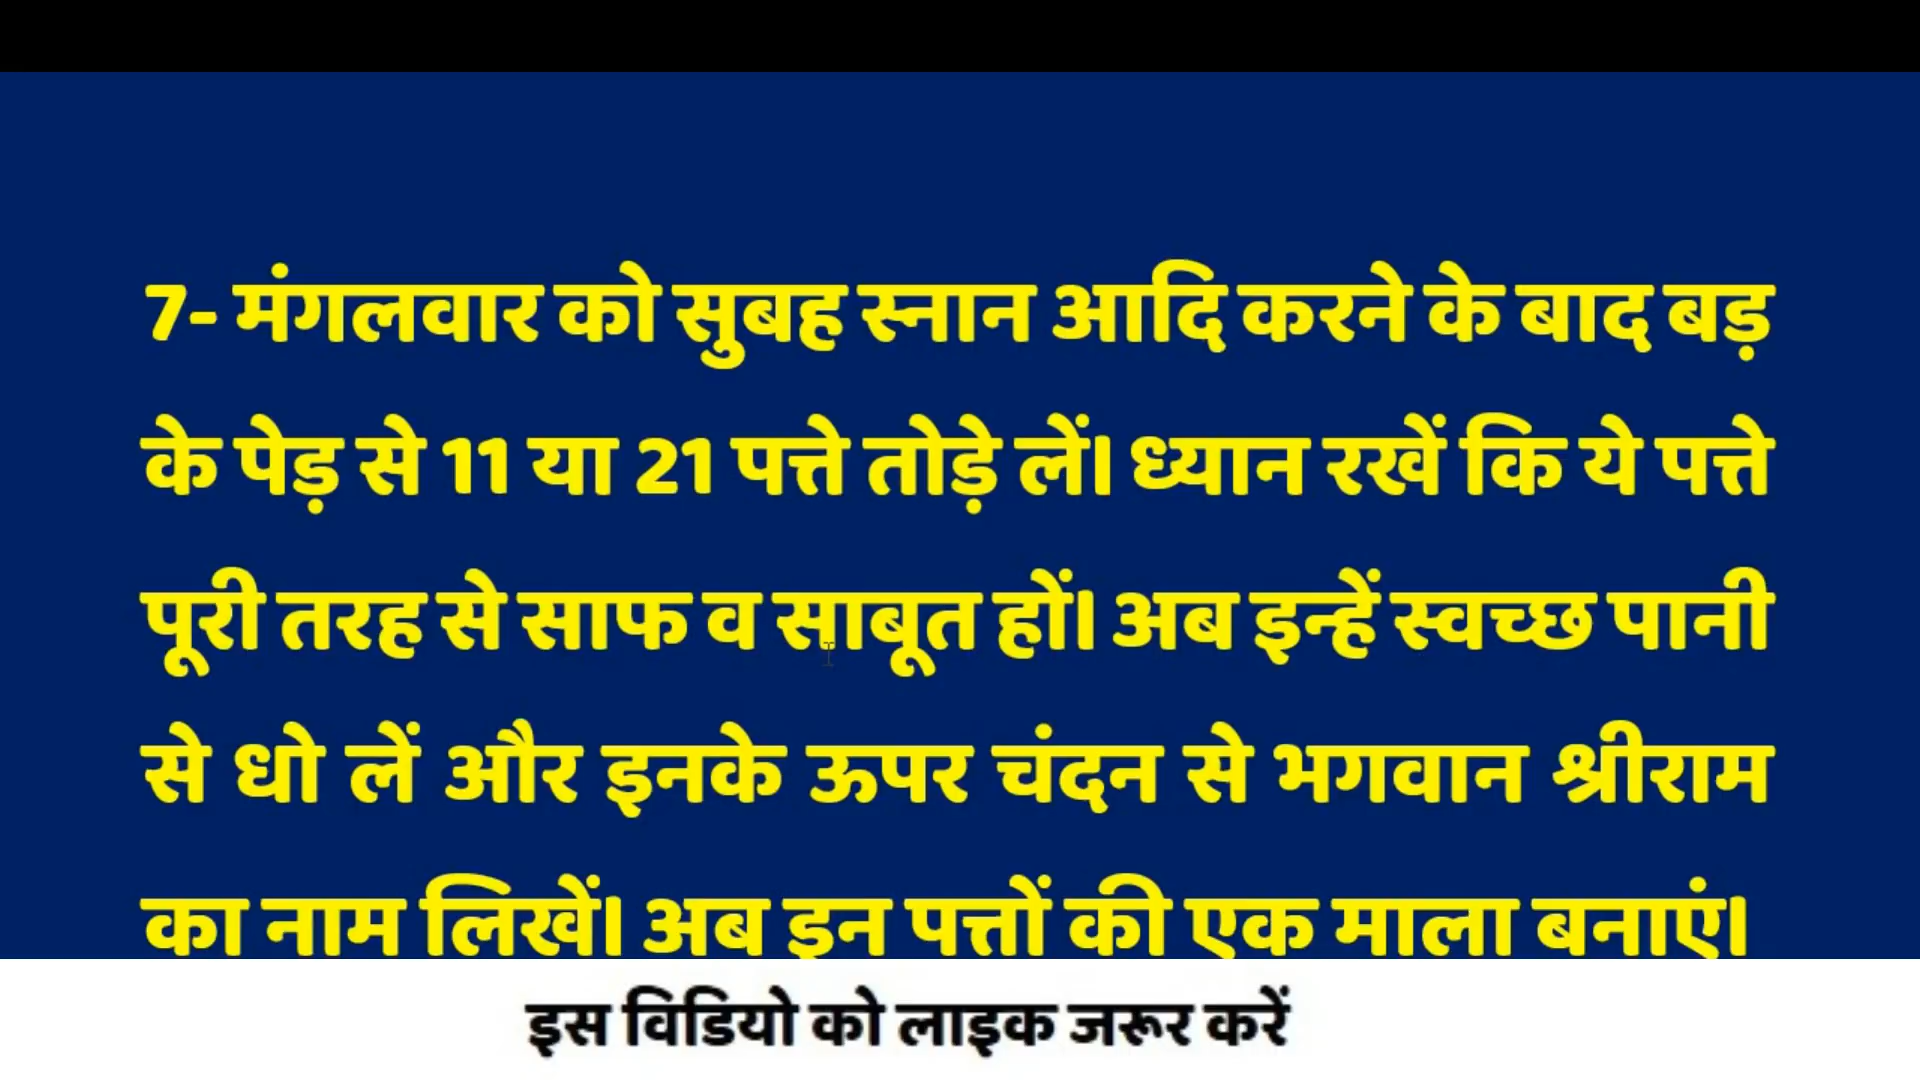 7- मंगलवार को सुबह स्नान आदि करने के बाद बड़
के पेड़ से 11 या 21 पत्ते तोड़े लें। ध्यान रखें कि ये पत्ते
पूरी तरह से साफ व साबूत हों। अब इन्हें स्वच्छ पानी
से धो लें और इनके ऊपर चंदन से भगवान श्रीराम
का नाम लिखें। अब इन पत्तों की एक माला बनाएं।
इस विडियो को लाइक जरूर करें